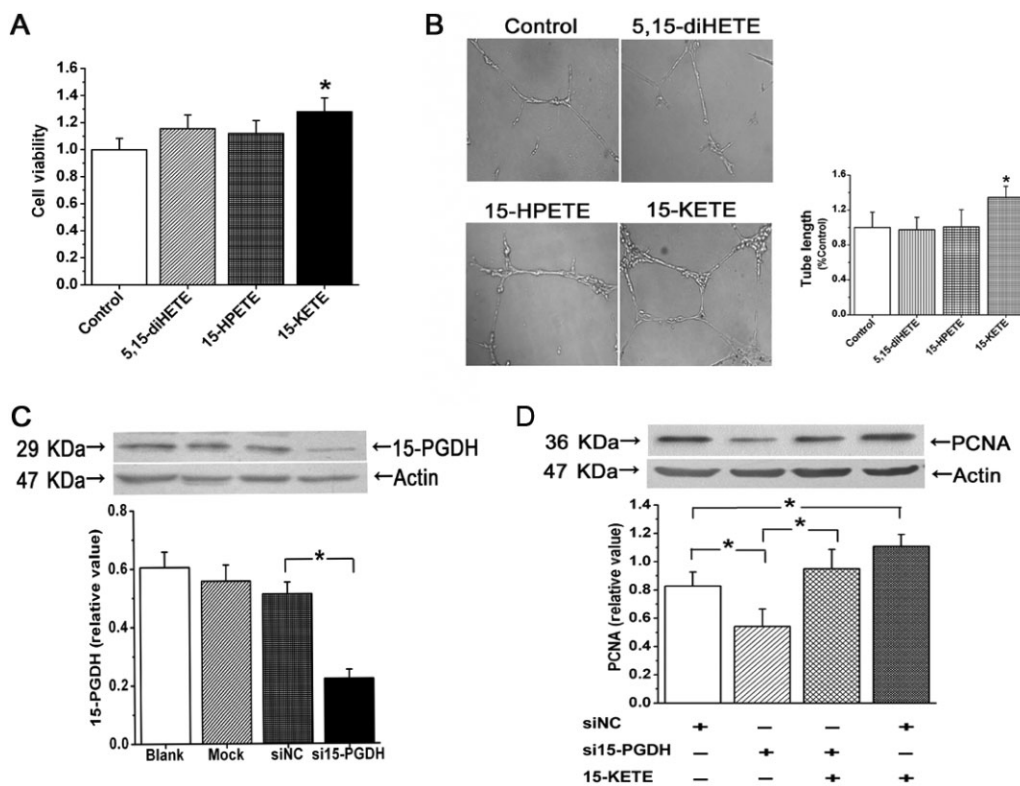 A
1.6
1.4
1.2
1.0
0.8
0.6
0.4
0.2
0.0
Cell viability
*
Control
5,15-diHETE
15-HPETE
15-KETE
B
Control 5,15-diHETE
15-HPETE 15-KETE
1.6
1.2
0.8
0.4
0.0
Tube length
(%Control)
*
Control
5,15-diHETE
15-HPETE
15-KETE
C
29 KDa→ ←15-PGDH
47 KDa→ ←Actin
0.8
0.6
0.4
0.2
0.0
15-PGDH (relative value)
*
Blank Mock siNC si15-PGDH
D
36 KDa→ ←PCNA
47 KDa→ ←Actin
1.4
1.2
1.0
0.8
0.6
0.4
0.2
0.0
PCNA (relative value)
*
* *
siNC + − − +
si15-PGDH − + + −
15-KETE − − + +